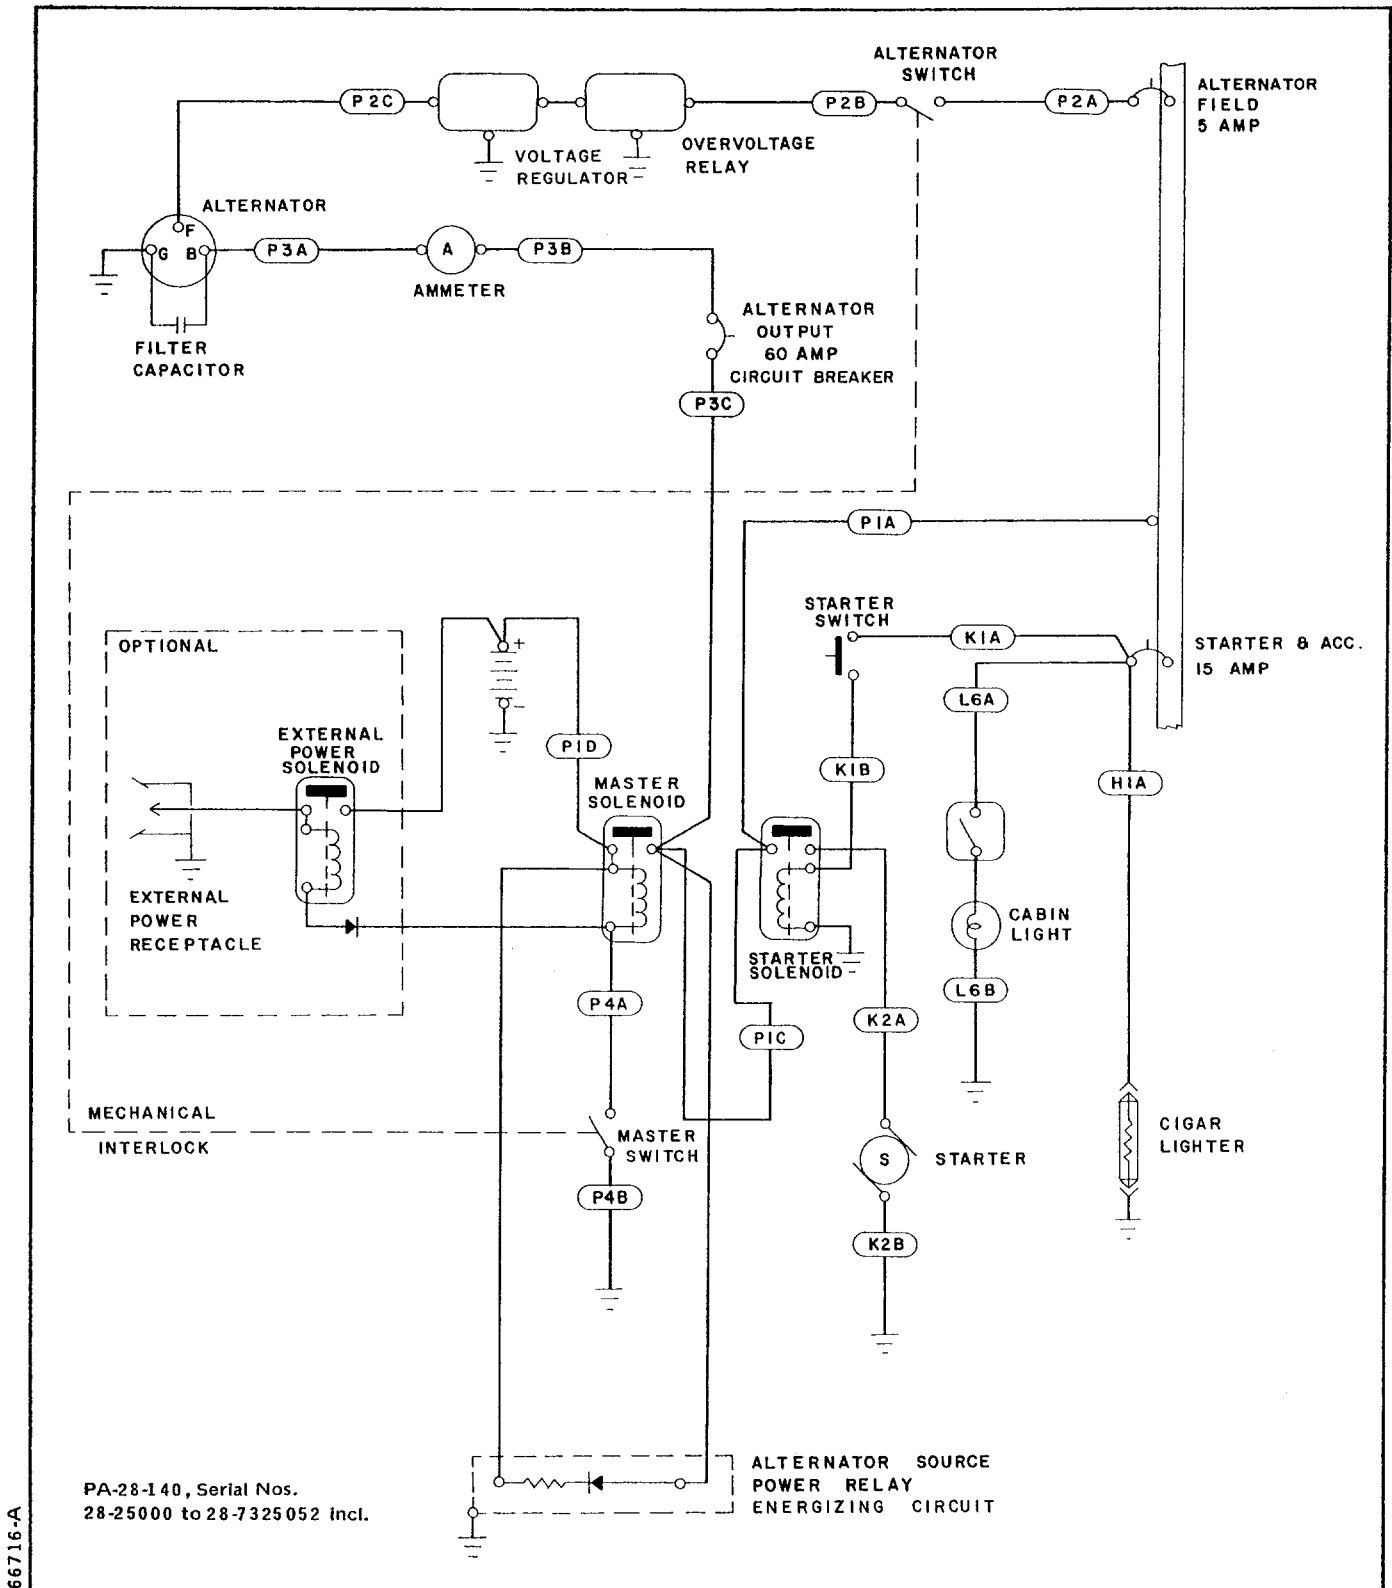 ALTERNATOR
SWITCH
P2C
P2B
P2A
ALTERNATOR
FIELD
5 AMP
VOLTAGE
REGULATOR
OVERVOLTAGE
RELAY
ALTERNATOR
F
G
B
P3A
A
P3B
AMMETER
FILTER
CAPACITOR
ALTERNATOR
OUTPUT
60 AMP
CIRCUIT BREAKER
P3C
P1A
STARTER
SWITCH
K1A
STARTER & ACC.
15 AMP
OPTIONAL
+
-
L6A
EXTERNAL
POWER
SOLENOID
P1D
K1B
H1A
MASTER
SOLENOID
EXTERNAL
POWER
RECEPTACLE
CABIN
LIGHT
STARTER
SOLENOID
L6B
P4A
K2A
P1C
MECHANICAL
INTERLOCK
MASTER
SWITCH
S
STARTER
CIGAR
LIGHTER
P4B
K2B
ALTERNATOR SOURCE
POWER RELAY
ENERGIZING CIRCUIT
PA-28-140, Serial Nos.
28-25000 to 28-7325052 incl.
66716-A